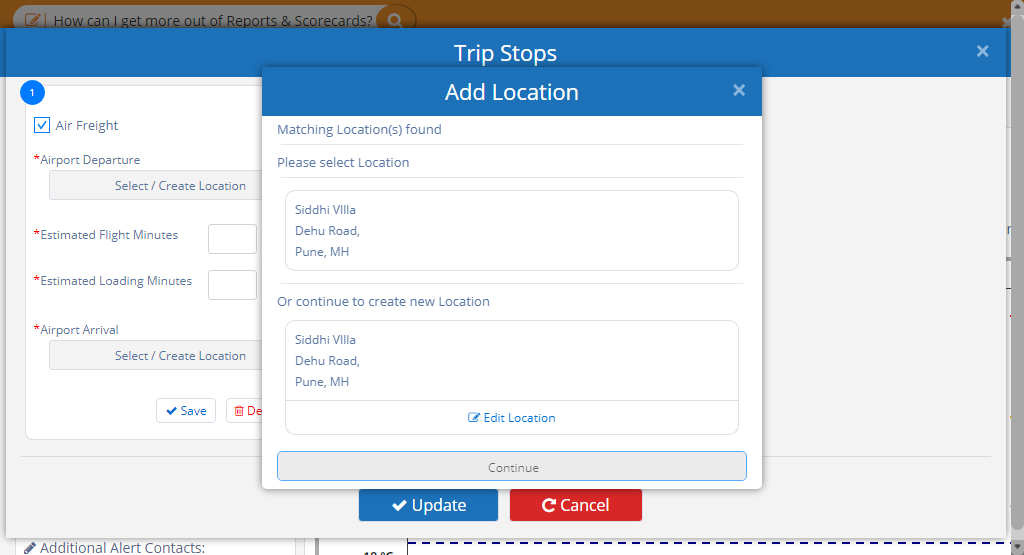 How can I get more out of Reports & Scorecards?
Trip Stops
×
Add Location
×
1
Air Freight
*Airport Departure
Select / Create Location
*Estimated Flight Minutes
*Estimated Loading Minutes
*Airport Arrival
Select / Create Location
Save
De
Matching Location(s) found
Please select Location
Siddhi VIlla
Dehu Road,
Pune, MH
Or continue to create new Location
Siddhi VIlla
Dehu Road,
Pune, MH
Edit Location
Continue
Update
Cancel
Additional Alert Contacts: